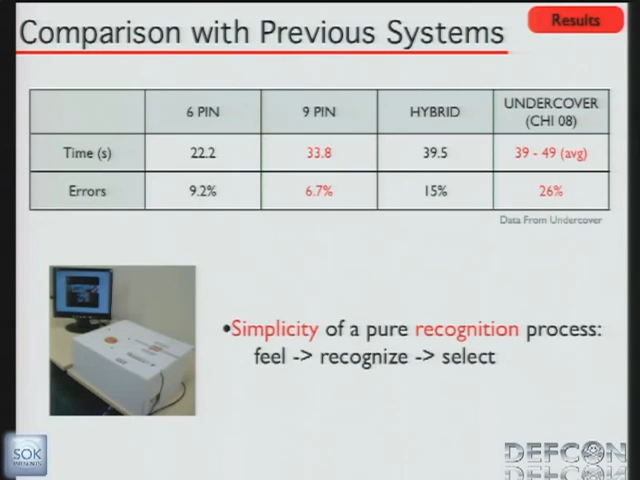 Results
Comparison with Previous Systems
6 PIN 9 PIN HYBRID UNDERCOVER (CHI 08)
Time (s) 22.2 33.8 39.5 39 - 49 (avg)
Errors 9.2% 6.7% 15% 26%
Data From Undercover
•Simplicity of a pure recognition process:
feel -> recognize -> select
SOK
PRESENTS
DEFCON